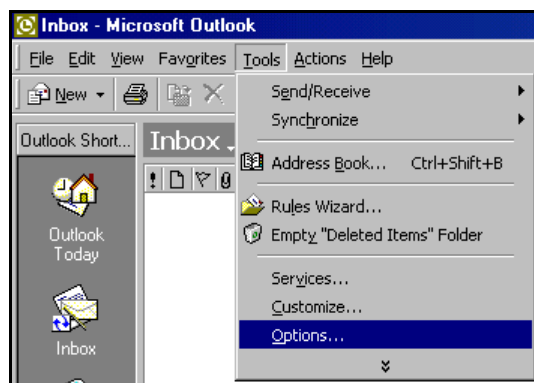 Inbox - Microsoft Outlo
File Edit View Favorites Tools Actions Help
New
Send/Receive
Synchronize
Outlook Short... Inbox
Address Book... Ctrl+Shift+B
Rules Wizard...
Outlook Today
Empty "Deleted Items" Folder
Services...
Customize...
Inbox
Options...